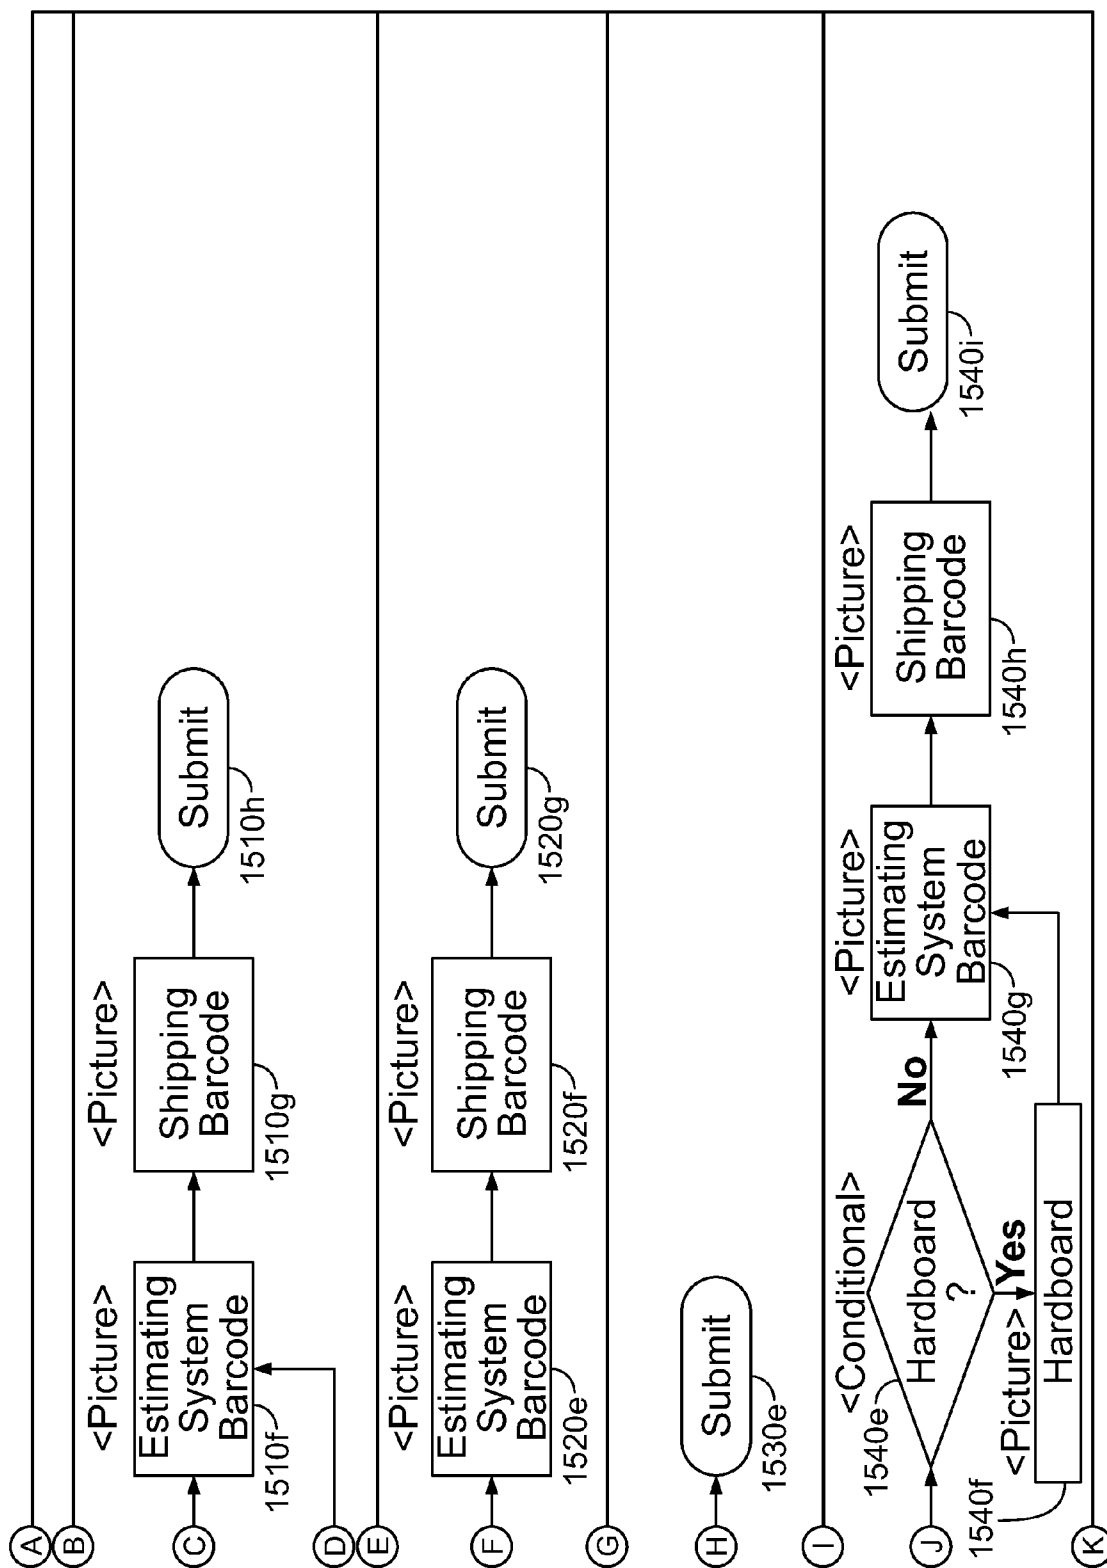 A
B
C
<Picture>
Estimating
System
Barcode
1510f
<Picture>
Shipping
Barcode
1510g
Submit
1510h
D
E
F
<Picture>
Estimating
System
Barcode
1520e
<Picture>
Shipping
Barcode
1520f
Submit
1520g
G
H
Submit
1530e
I
J
<Conditional>
Hardboard
?
1540e
No
Yes
<Picture>
Hardboard
1540f
<Picture>
Estimating
System
Barcode
1540g
<Picture>
Shipping
Barcode
1540h
Submit
1540i
K